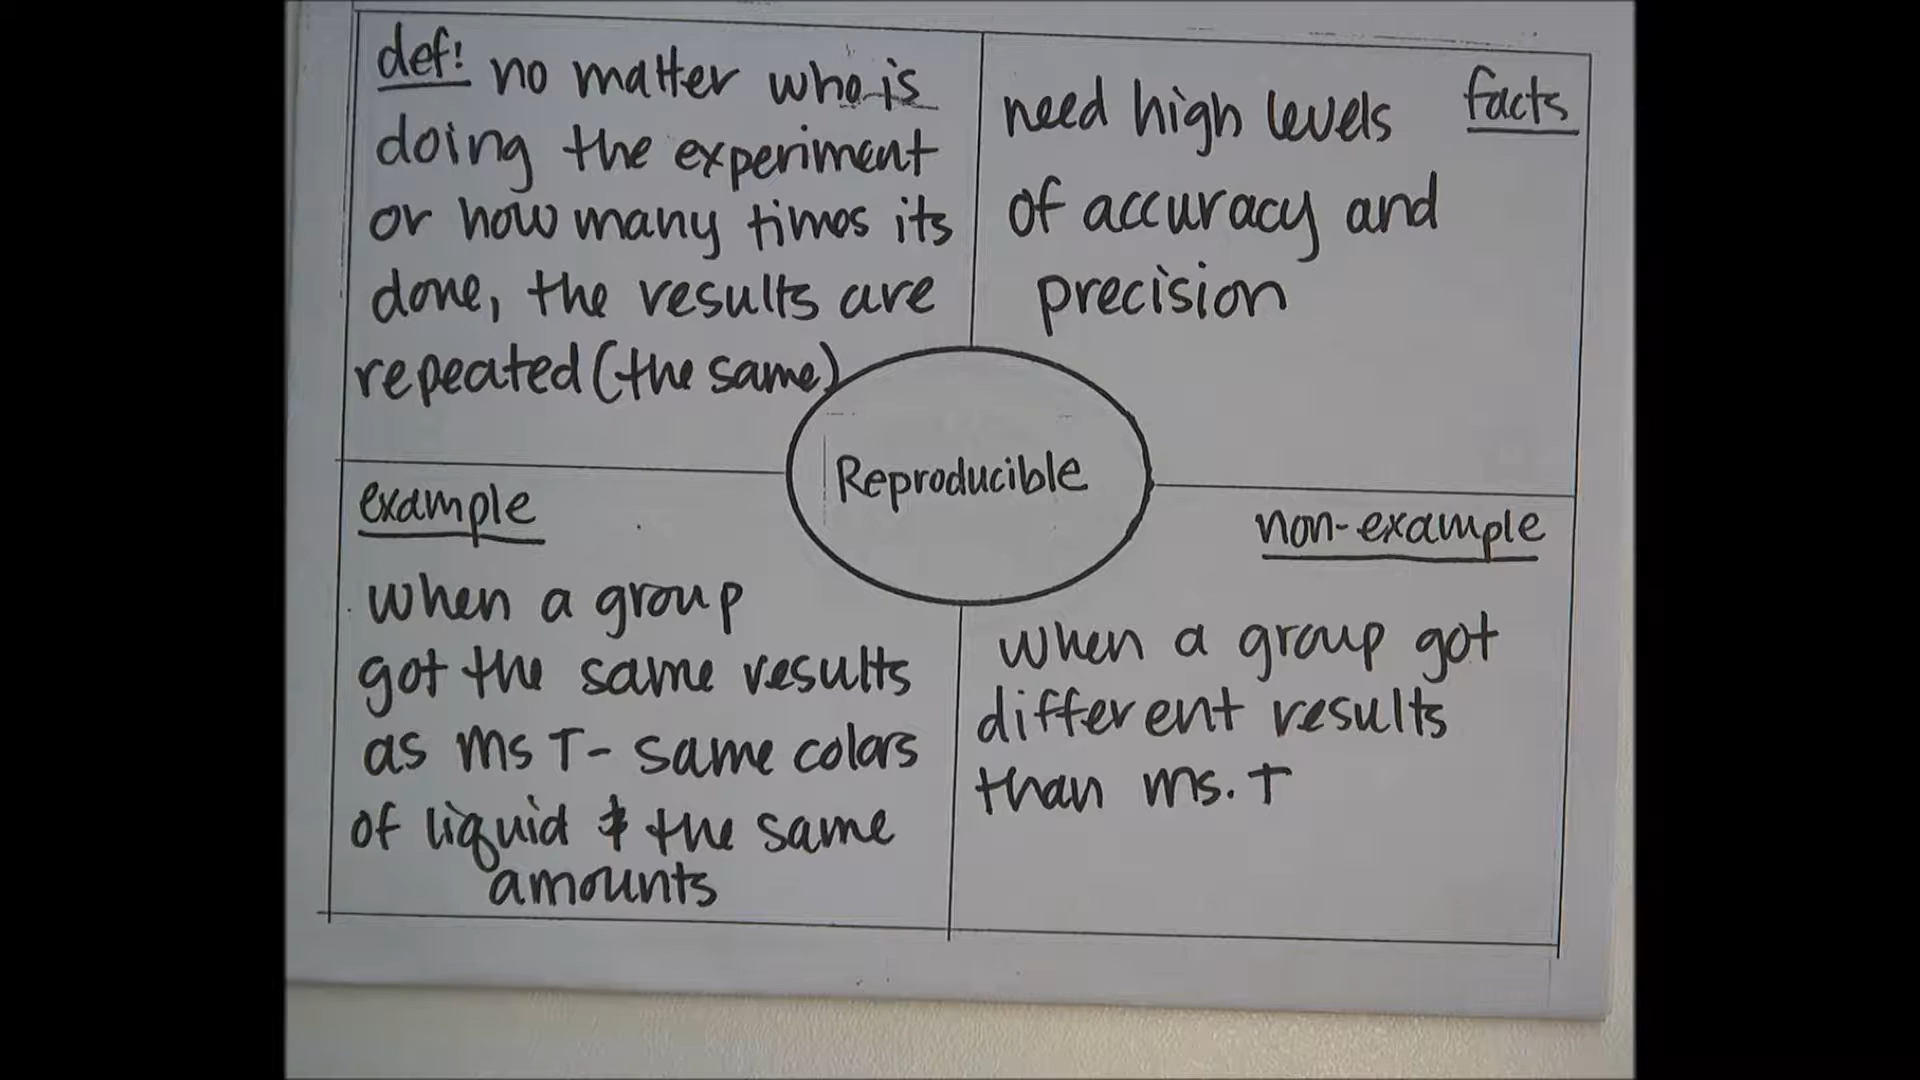 def: no matter who is
doing the experiment
or how many times its
done, the results are
repeated (the same)
need high levels
of accuracy and
precision
facts
Reproducible
example
when a group
got the same results
as ms T- same colors
of liquid & the same
amounts
non-example
when a group got
different results
than ms. T